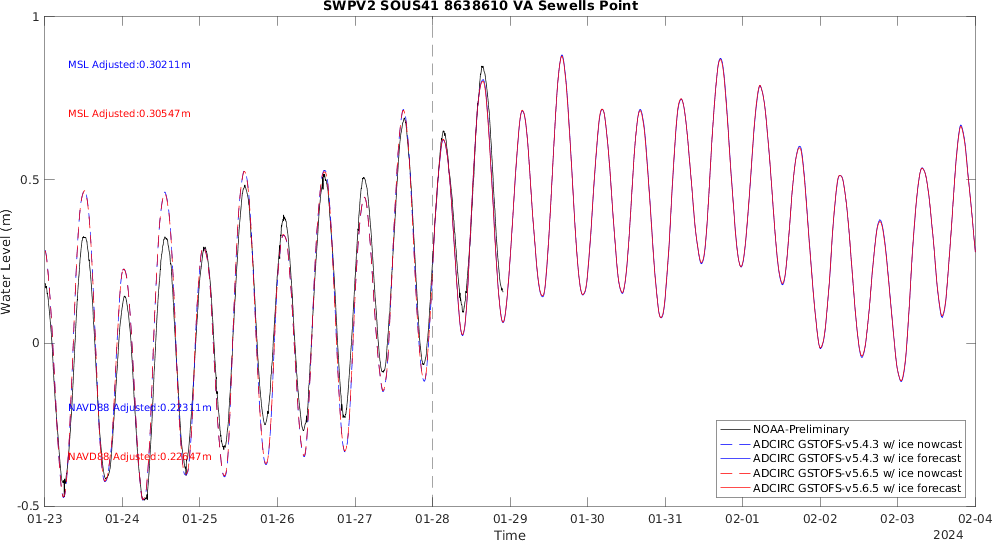 SWPV2 SOUS41 8638610 VA Sewells Point
1
MSL Adjusted:0.30211m
MSL Adjusted:0.30547m
0.5
Water Level (m)
0
NAVD88 Adjusted:0.22311m
NAVD88 Adjusted:0.22647m
-0.5
NOAA-Preliminary
ADCIRC GSTOFS-v5.4.3 w/ ice nowcast
ADCIRC GSTOFS-v5.4.3 w/ ice forecast
ADCIRC GSTOFS-v5.6.5 w/ ice nowcast
ADCIRC GSTOFS-v5.6.5 w/ ice forecast
01-23 01-24 01-25 01-26 01-27 01-28 01-29 01-30 01-31 02-01 02-02 02-03 02-04
Time
2024